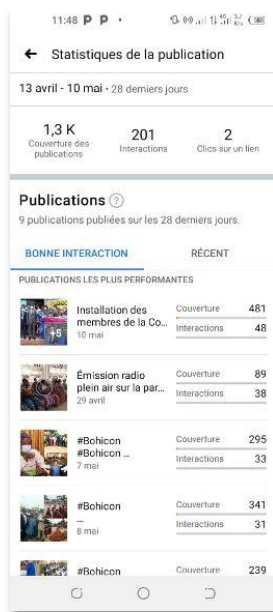 11:48 P P •
← Statistiques de la publication
13 avril - 10 mai • 28 derniers jours
1,3 K 201 2
Couverture des publications Interactions Clics sur un lien
Publications ?
9 publications publiées sur les 28 derniers jours.
BONNE INTERACTION RÉCENT
PUBLICATIONS LES PLUS PERFORMANTES
+5
Installation des Couverture 481
membres de la Co... Interactions 48
10 mai
Émission radio Couverture 89
plein air sur la par... Interactions 38
29 avril
#Bohicon Couverture 295
#Bohicon ... Interactions 33
7 mai
#Bohicon Couverture 341
... Interactions 31
8 mai
#Bohicon Couverture 239